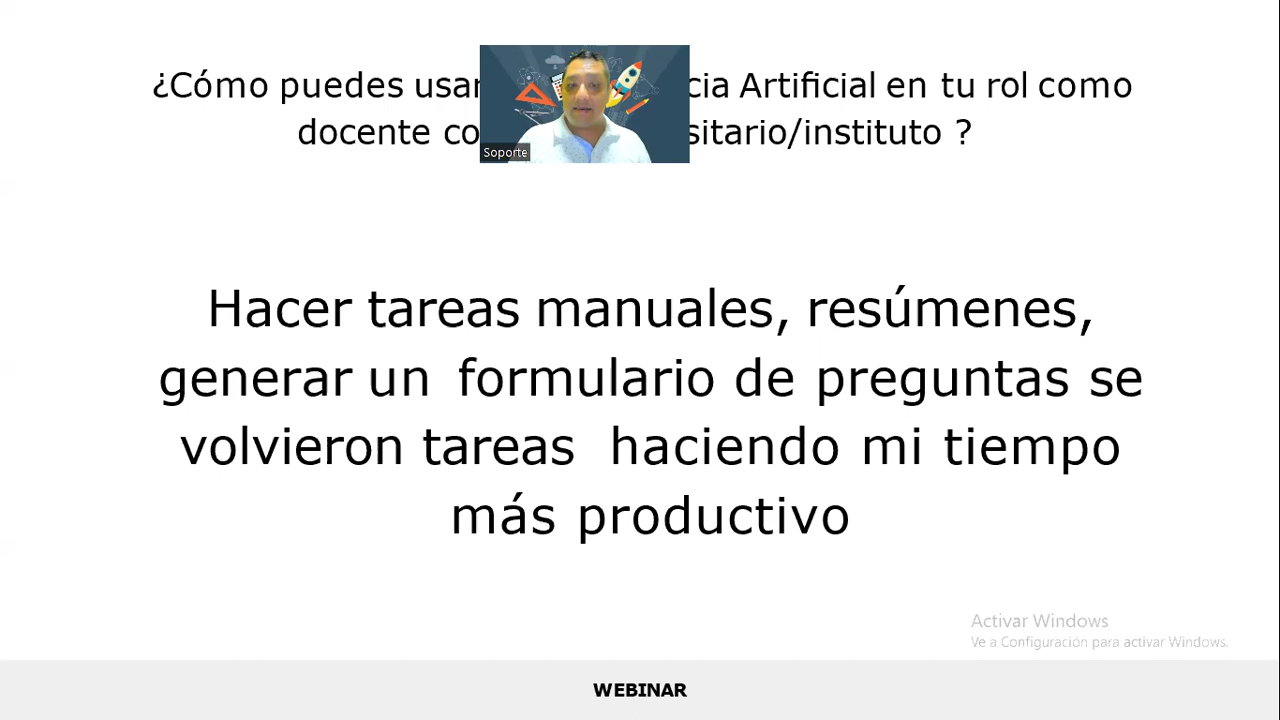 ¿Cómo puedes usar cia Artificial en tu rol como
docente co sitario/instituto ?
Soporte
Hacer tareas manuales, resúmenes,
generar un formulario de preguntas se
volvieron tareas haciendo mi tiempo
más productivo
Activar Windows
Ve a Configuración para activar Windows.
WEBINAR